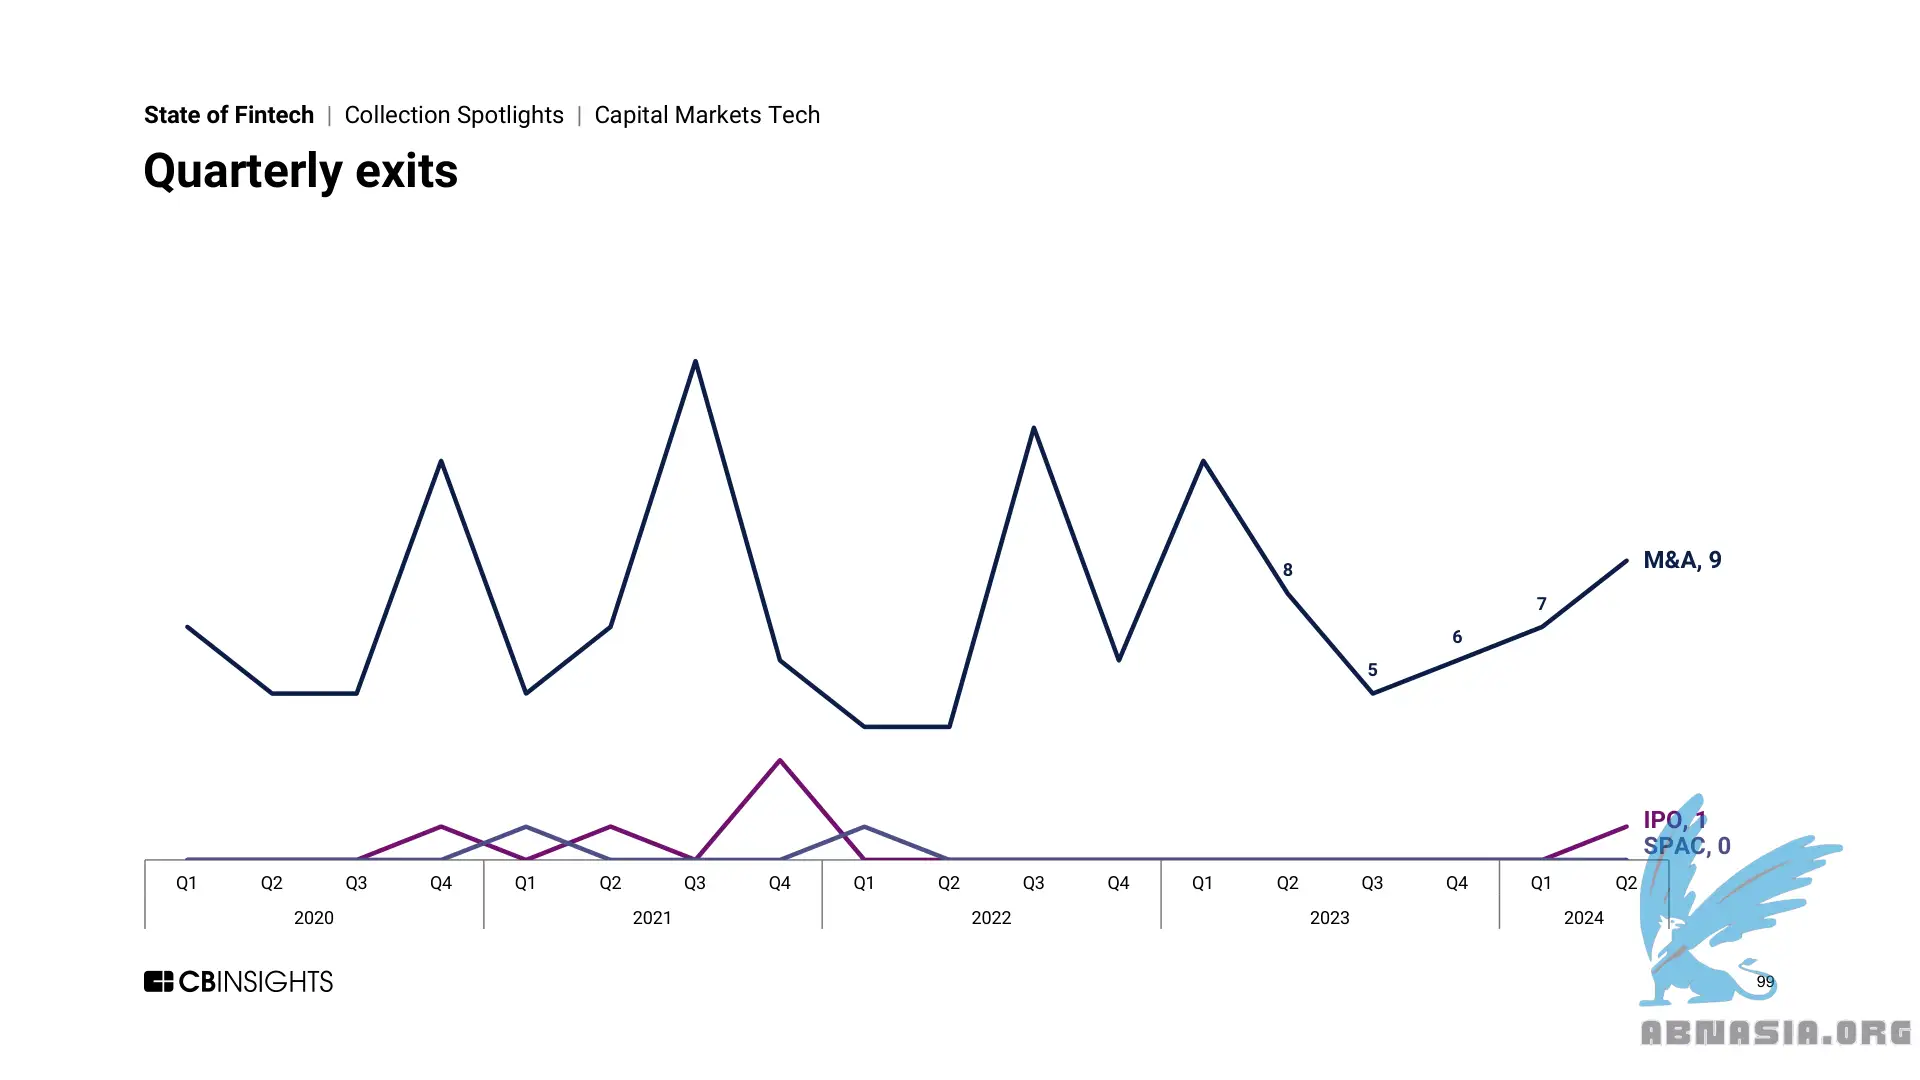 State of Fintech | Collection Spotlights | Capital Markets Tech
Quarterly exits
8
5
6
7
M&A, 9
IPO, 1
SPAC, 0
Q1 Q2 Q3 Q4 Q1 Q2 Q3 Q4 Q1 Q2 Q3 Q4 Q1 Q2 Q3 Q4 Q1 Q2
2020 2021 2022 2023 2024
CBINSIGHTS
99
ABNASIA.ORG